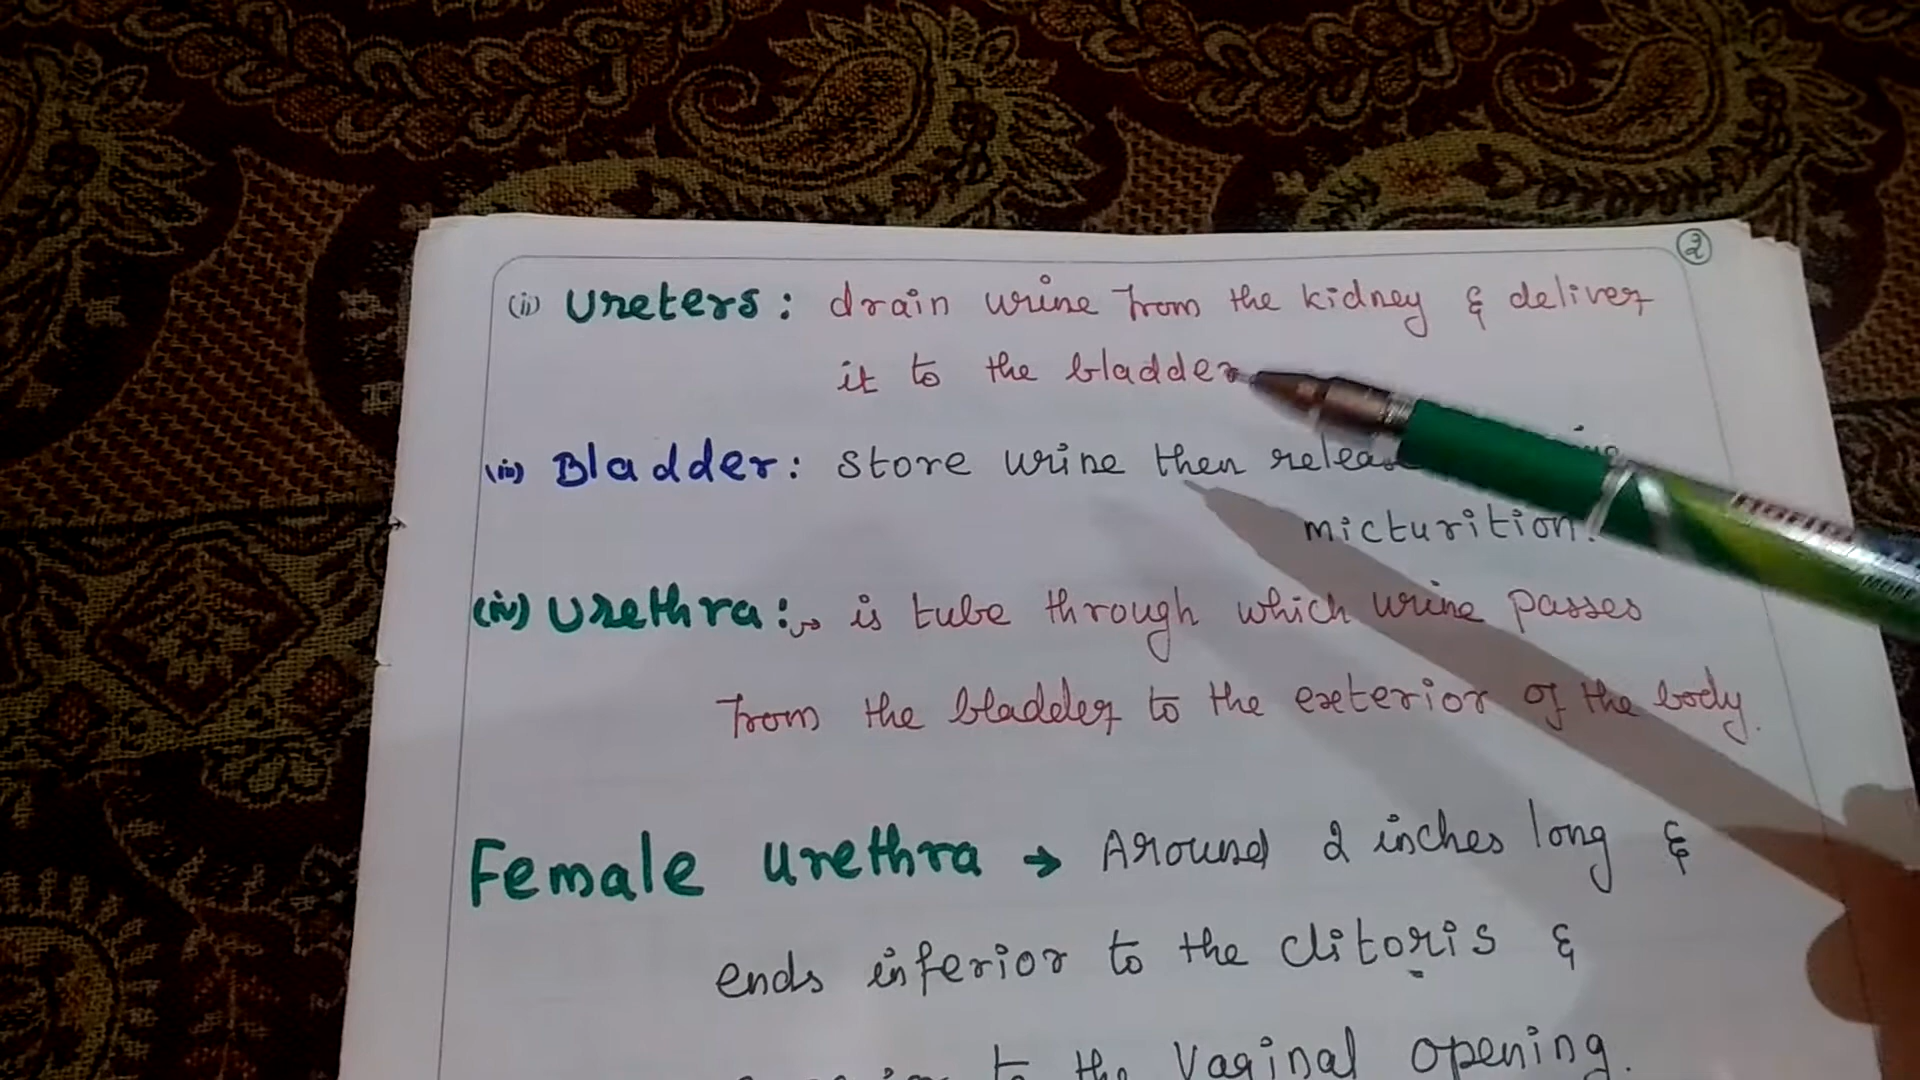 2
(ii) Ureters: drain urine from the kidney & deliver
it to the bladder
(iii) Bladder: store urine then
micturition.
(iv) Urethra: → is tube through which urine passes
from the bladder to the exterior of the body.
Female urethra → Around 2 inches long &
ends inferior to the clitoris &
to the vaginal opening.